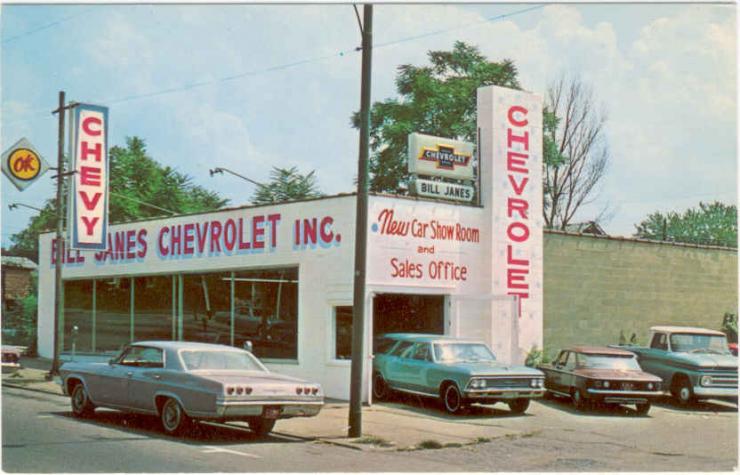 OK
CHEVY
BILL JANES CHEVROLET INC.
CHEVROLET
BILL JANES
New Car Show Room
and
Sales Office
CHEVROLET